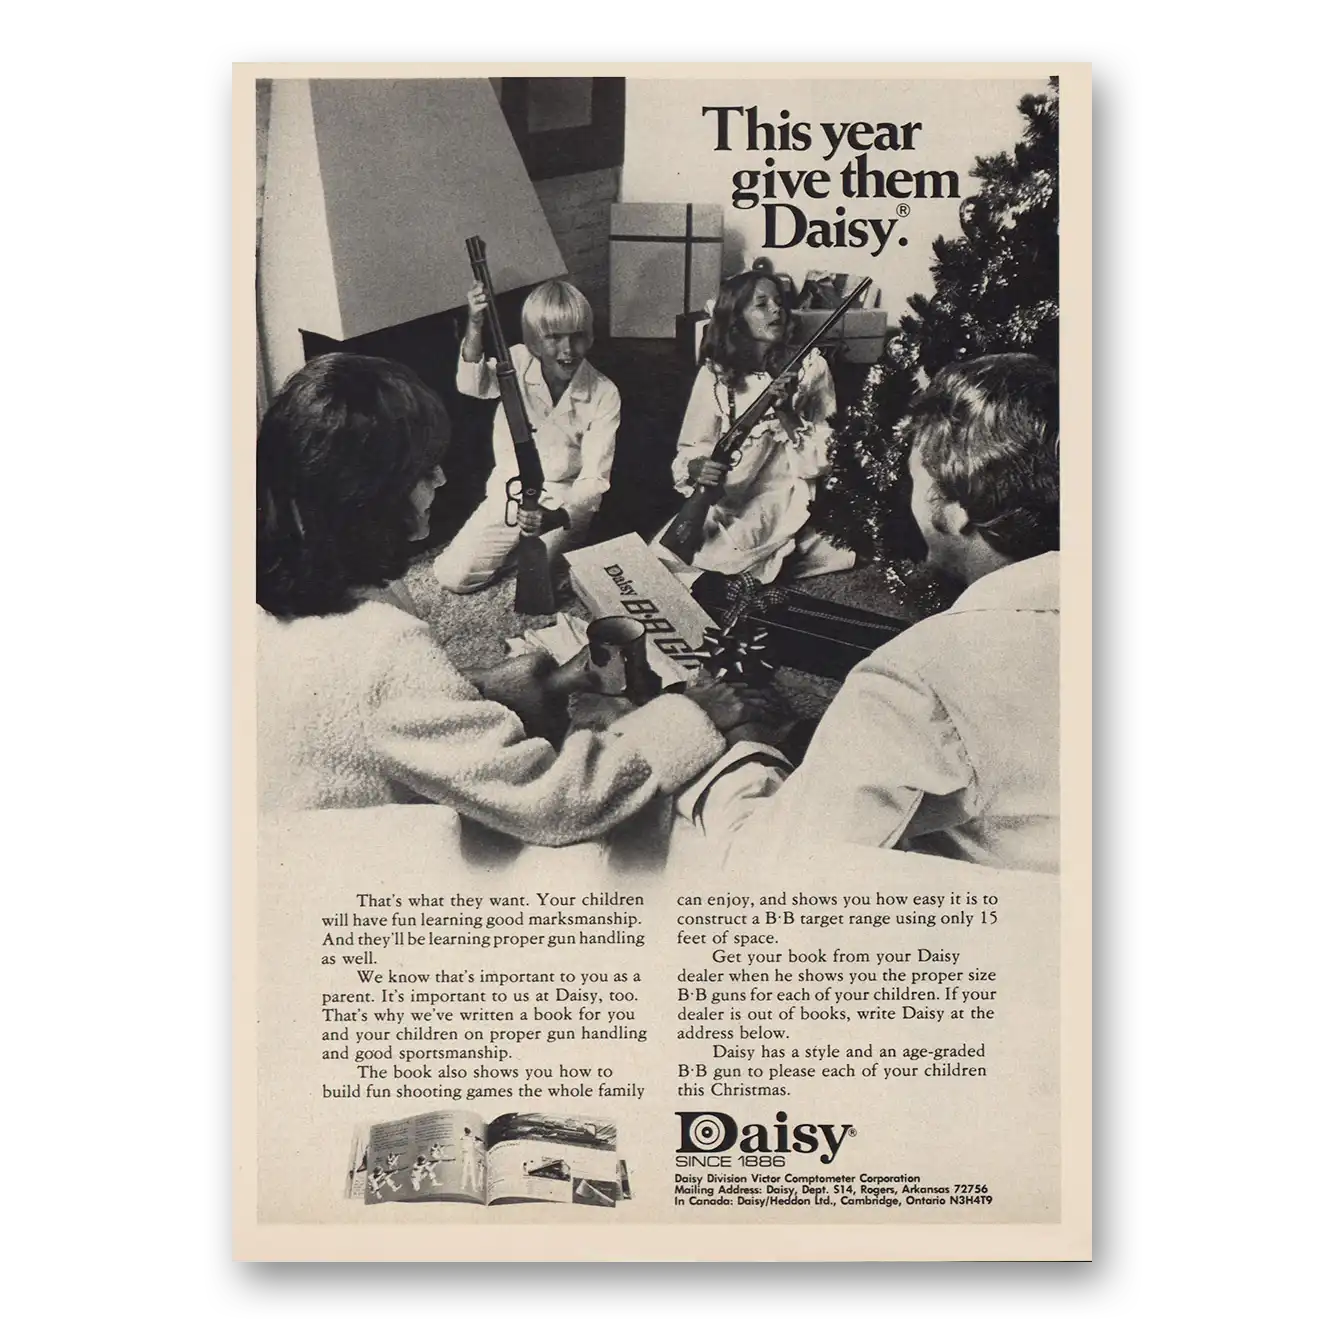 This year
give them
Daisy.®
Daisy
B·B GU
That's what they want. Your children
will have fun learning good marksmanship.
And they'll be learning proper gun handling
as well.
We know that's important to you as a
parent. It's important to us at Daisy, too.
That's why we've written a book for you
and your children on proper gun handling
and good sportsmanship.
The book also shows you how to
build fun shooting games the whole family
can enjoy, and shows you how easy it is to
construct a B·B target range using only 15
feet of space.
Get your book from your Daisy
dealer when he shows you the proper size
B·B guns for each of your children. If your
dealer is out of books, write Daisy at the
address below.
Daisy has a style and an age-graded
B·B gun to please each of your children
this Christmas.
Daisy®
SINCE 1886
Daisy Division Victor Comptometer Corporation
Mailing Address: Daisy, Dept. S14, Rogers, Arkansas 72756
In Canada: Daisy/Heddon Ltd., Cambridge, Ontario N3H4T9